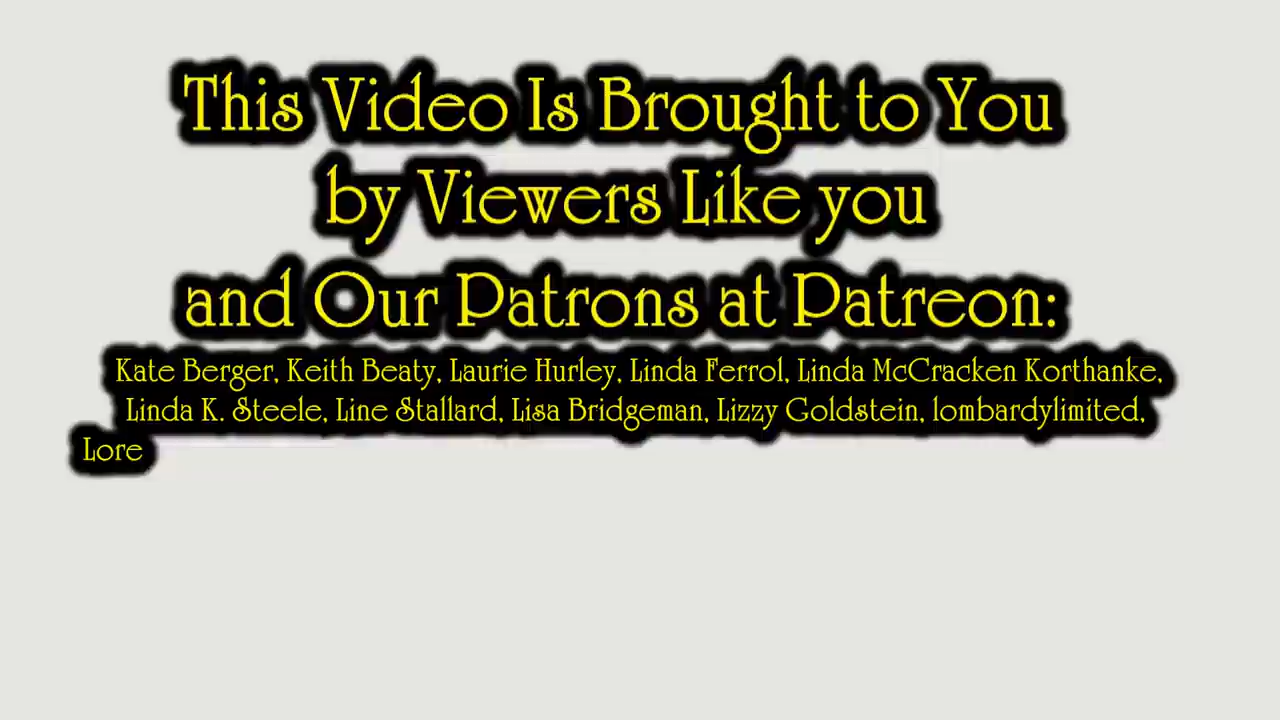 This Video Is Brought to You
by Viewers Like you
and Our Patrons at Patreon:
Kate Berger, Keith Beaty, Laurie Hurley, Linda Ferrol, Linda McCracken Korthanke,
Linda K. Steele, Line Stallard, Lisa Bridgeman, Lizzy Goldstein, lombardylimited,
Lore